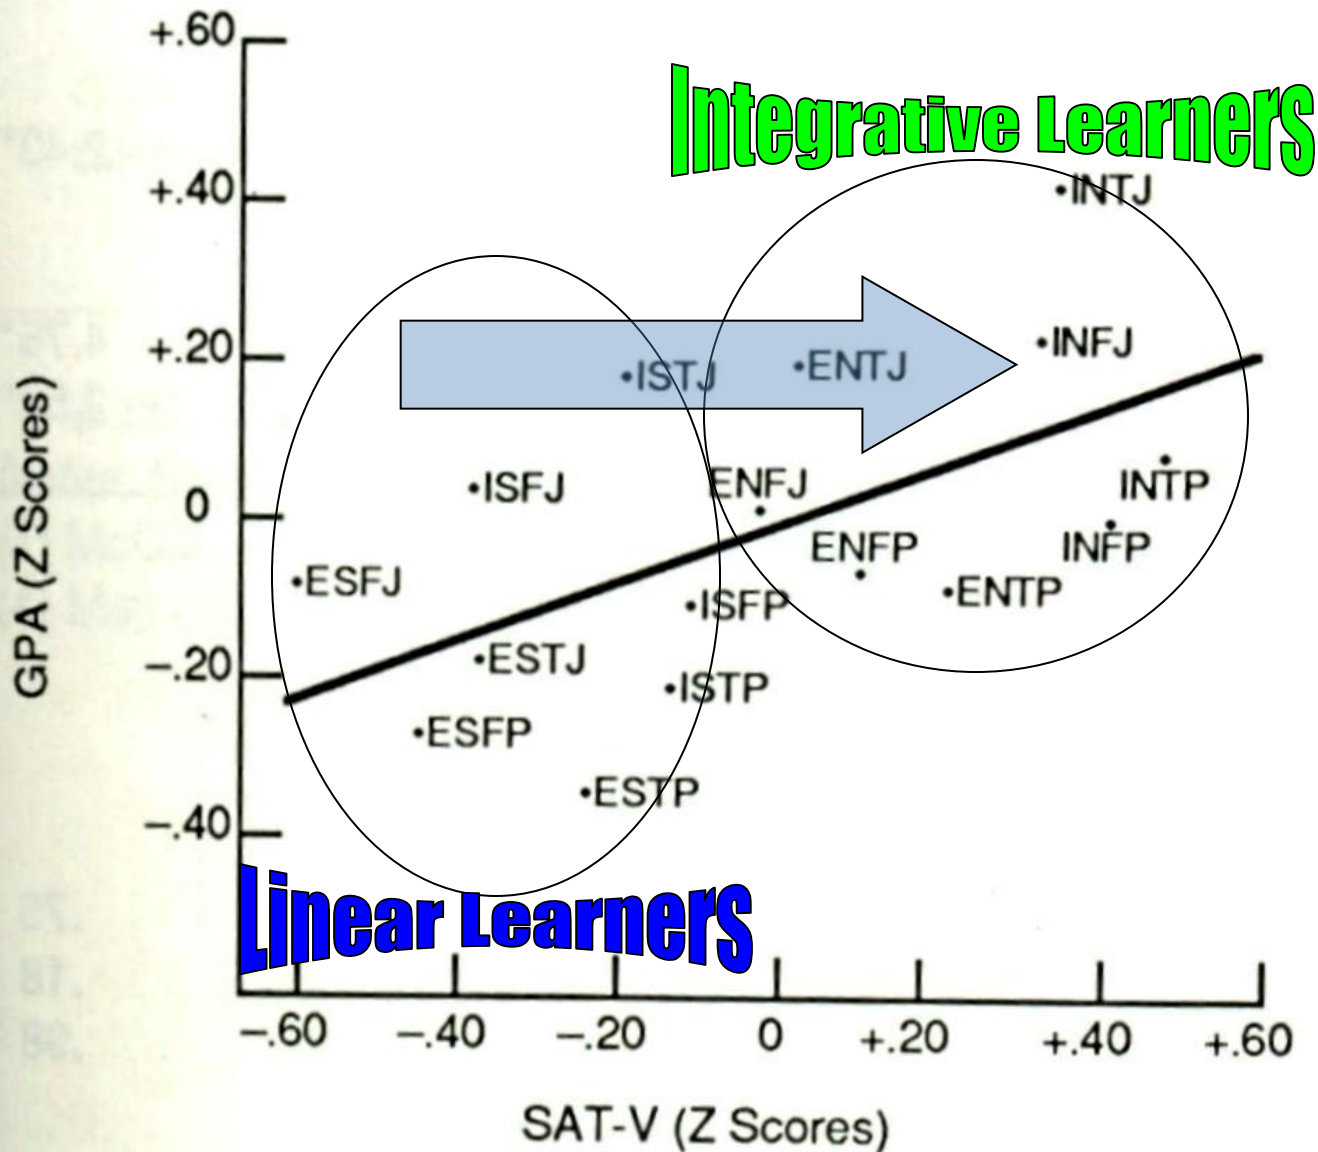 +.60
Integrative Learners
+.40
INTJ
+.20
INFJ
ISTJ
ENTJ
ISFJ
ENFJ
INTP
0
ENFP
INFP
ESFJ
ISFP
ENTP
ESTJ
–.20
ISTP
ESFP
ESTP
–.40
GPA (Z Scores)
Linear Learners
–.60 –.40 –.20 0 +.20 +.40 +.60
SAT-V (Z Scores)